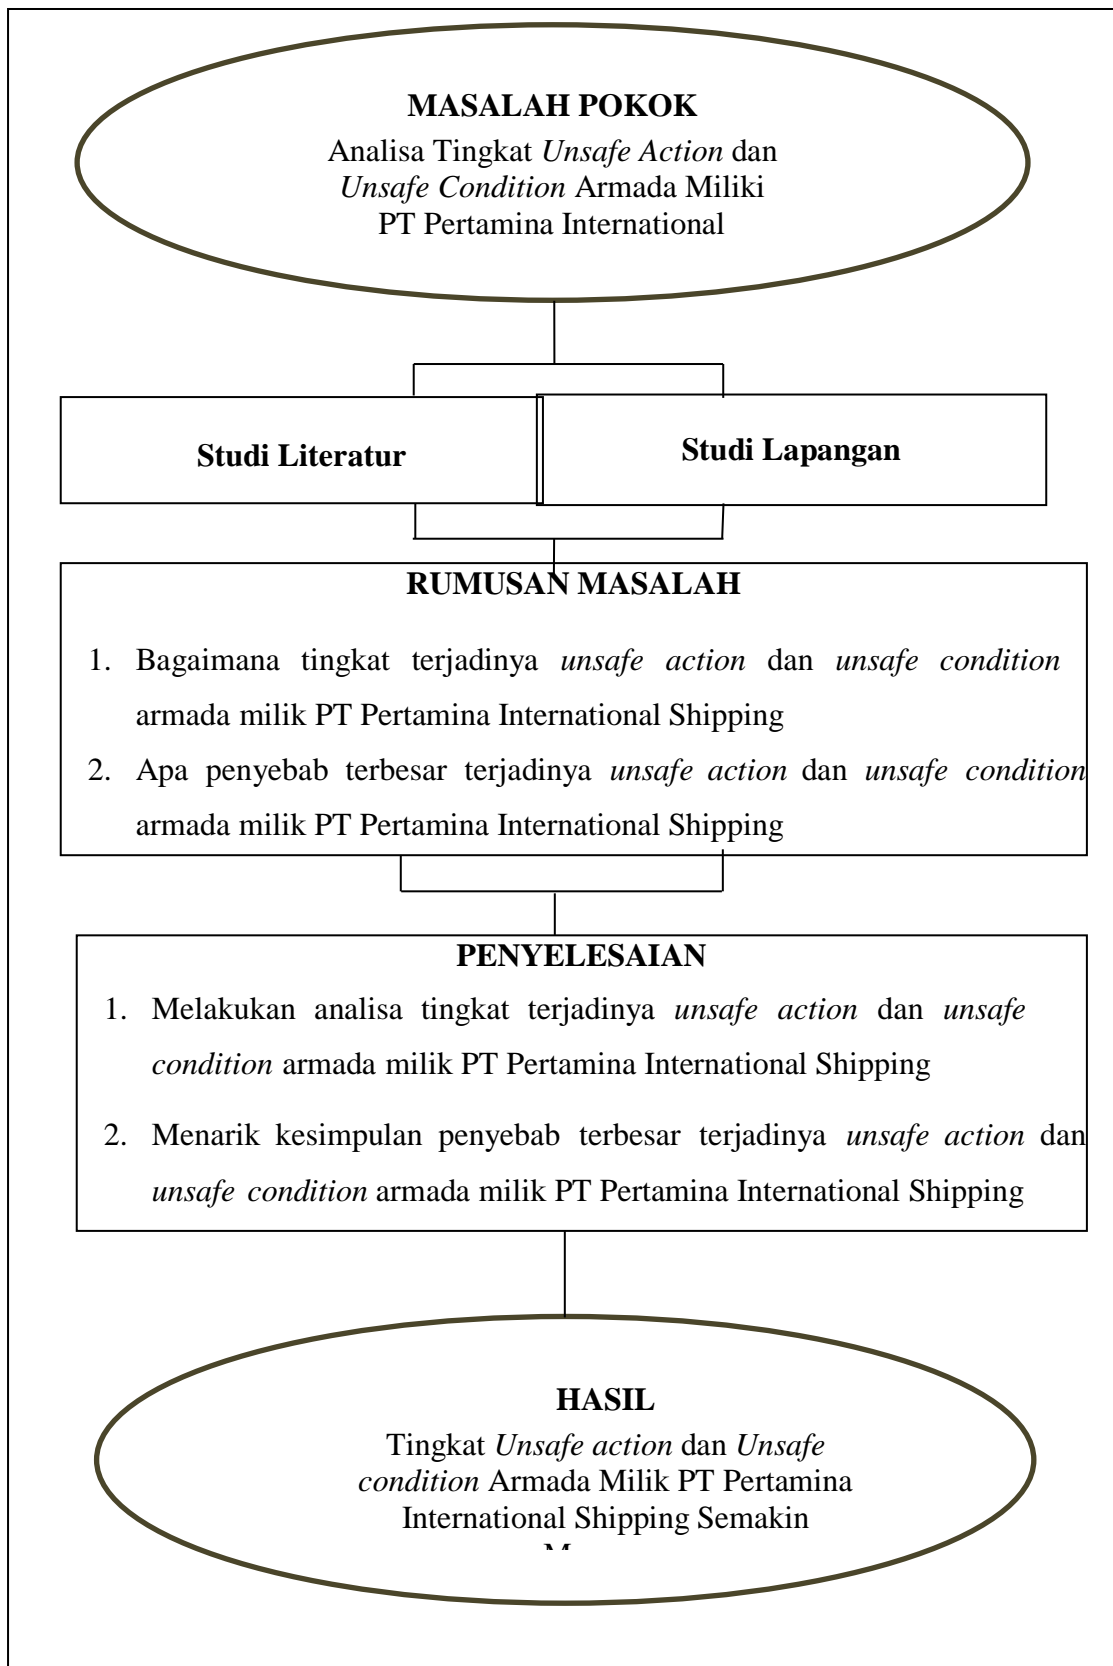 MASALAH POKOK
Analisa Tingkat Unsafe Action dan
Unsafe Condition Armada Miliki
PT Pertamina International
Studi Literatur
Studi Lapangan
RUMUSAN MASALAH
1. Bagaimana tingkat terjadinya unsafe action dan unsafe condition
armada milik PT Pertamina International Shipping
2. Apa penyebab terbesar terjadinya unsafe action dan unsafe condition
armada milik PT Pertamina International Shipping
PENYELESAIAN
1. Melakukan analisa tingkat terjadinya unsafe action dan unsafe
condition armada milik PT Pertamina International Shipping
2. Menarik kesimpulan penyebab terbesar terjadinya unsafe action dan
unsafe condition armada milik PT Pertamina International Shipping
HASIL
Tingkat Unsafe action dan Unsafe
condition Armada Milik PT Pertamina
International Shipping Semakin